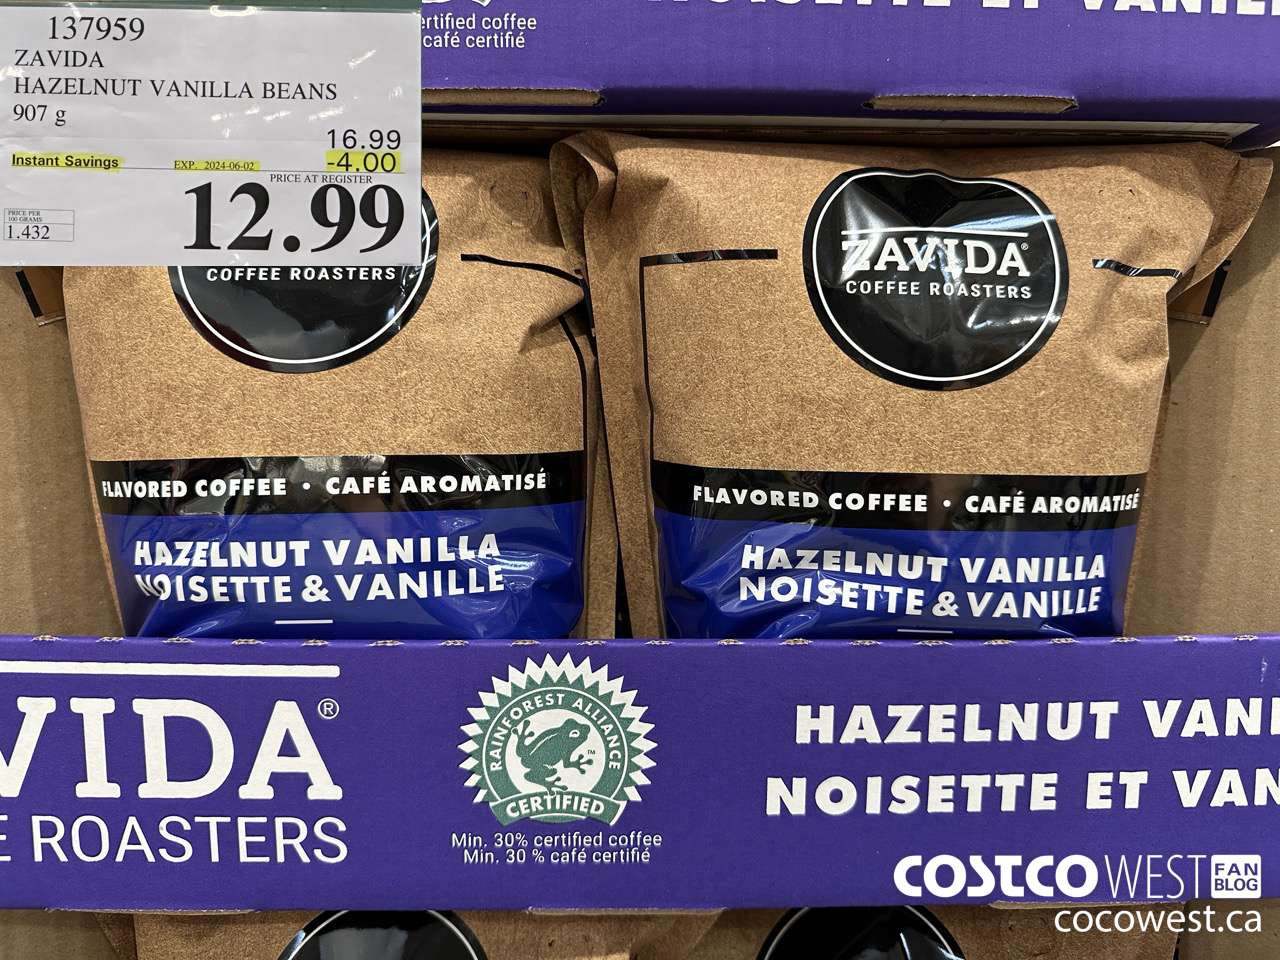 ertified coffee
café certifié
137959
ZAVIDA
HAZELNUT VANILLA BEANS
907 g
16.99
Instant Savings EXP. 2024-06-02 -4.00
PRICE AT REGISTER
12.99
PRICE PER
100 GRAMS
1.432
COFFEE ROASTERS
FLAVORED COFFEE • CAFÉ AROMATISÉ
HAZELNUT VANILLA
NOISETTE & VANILLE
ZAVIDA®
COFFEE ROASTERS
FLAVORED COFFEE • CAFÉ AROMATISÉ
HAZELNUT VANILLA
NOISETTE & VANILLE
VIDA®
E ROASTERS
RAINFOREST ALLIANCE
TM
CERTIFIED
Min. 30% certified coffee
Min. 30 % café certifié
HAZELNUT VANI
NOISETTE ET VAN
COSTCO WEST FAN BLOG
cocowest.ca